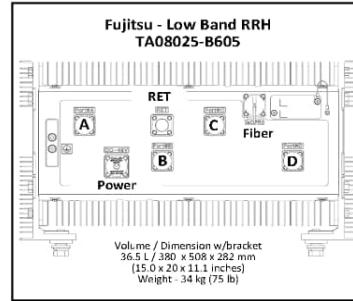 Fujitsu - Low Band RRH
TA08025-B605
RET
A
C
Fiber
Power
B
D
Volume / Dimension w/bracket
36.5 L / 380 x 508 x 282 mm
(15.0 x 20 x 11.1 inches)
Weight - 34 kg (75 lb)